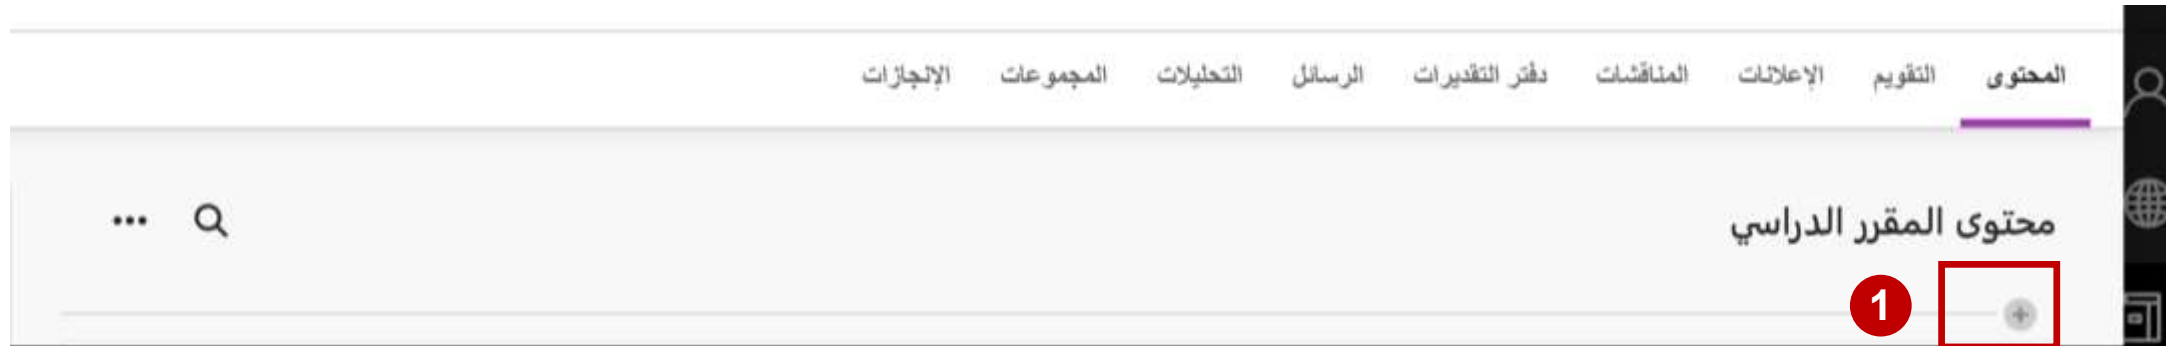 المحتوى التقويم الإعلانات المناقشات دفتر التقديرات الرسائل التحليلات المجموعات الإنجازات
محتوى المقرر الدراسي
1